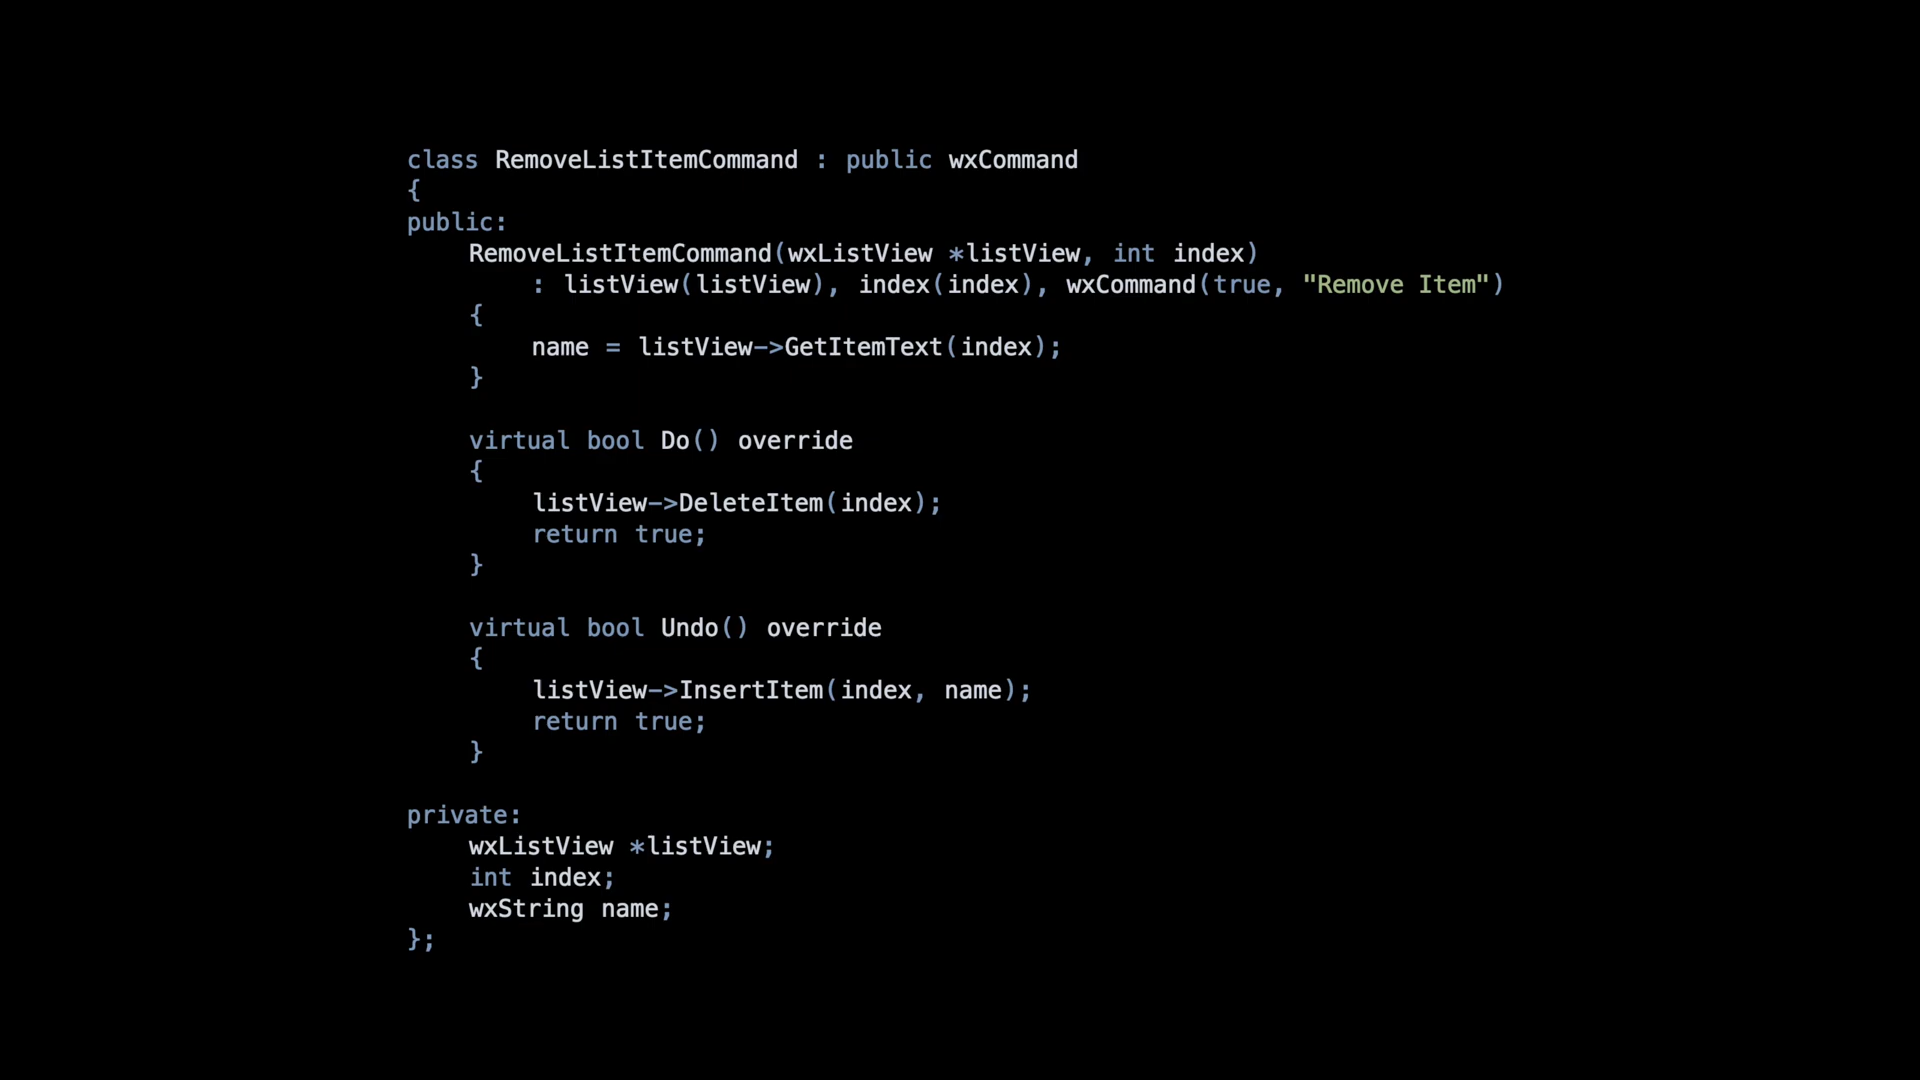 class RemoveListItemCommand : public wxCommand
{
public:
    RemoveListItemCommand(wxListView *listView, int index)
        : listView(listView), index(index), wxCommand(true, "Remove Item")
    {
        name = listView->GetItemText(index);
    }

    virtual bool Do() override
    {
        listView->DeleteItem(index);
        return true;
    }

    virtual bool Undo() override
    {
        listView->InsertItem(index, name);
        return true;
    }

private:
    wxListView *listView;
    int index;
    wxString name;
};